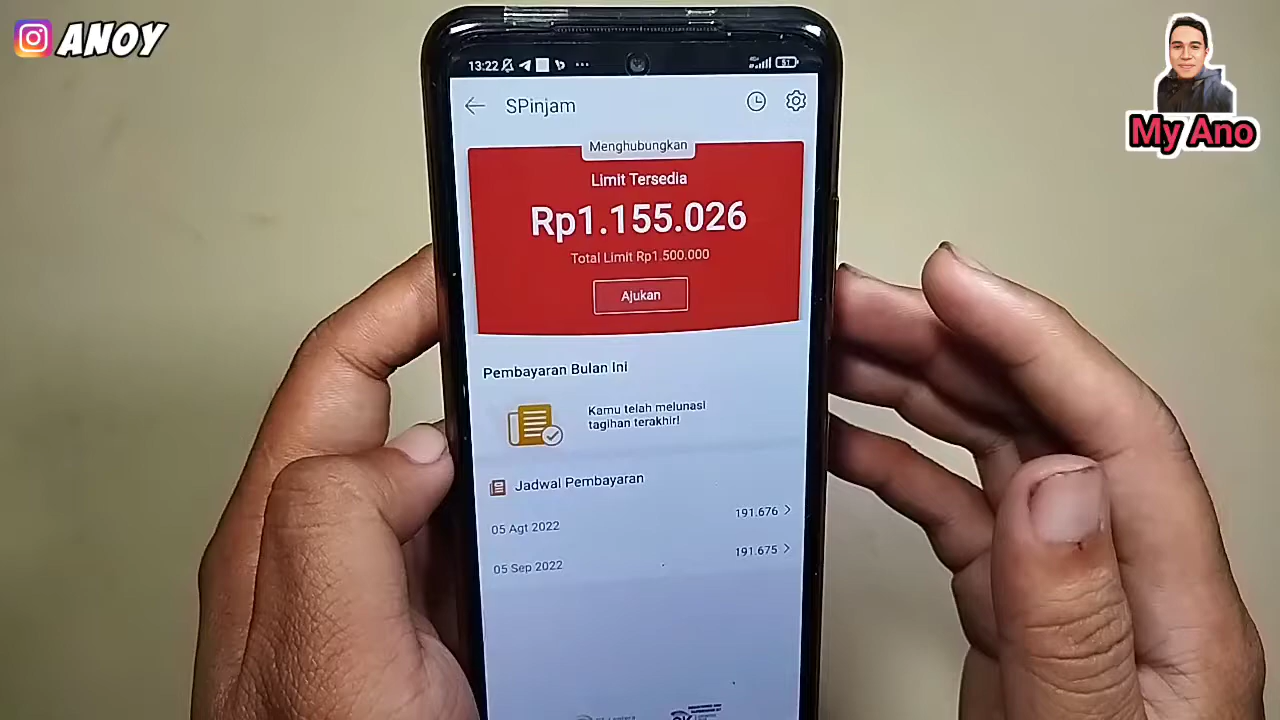 ANOY
My Ano
13:22
51
SPinjam
Menghubungkan
Limit Tersedia
Rp1.155.026
Total Limit Rp1.500.000
Ajukan
Pembayaran Bulan Ini
Kamu telah melunasi
tagihan terakhir!
Jadwal Pembayaran
05 Agt 2022 191.676
05 Sep 2022 191.675